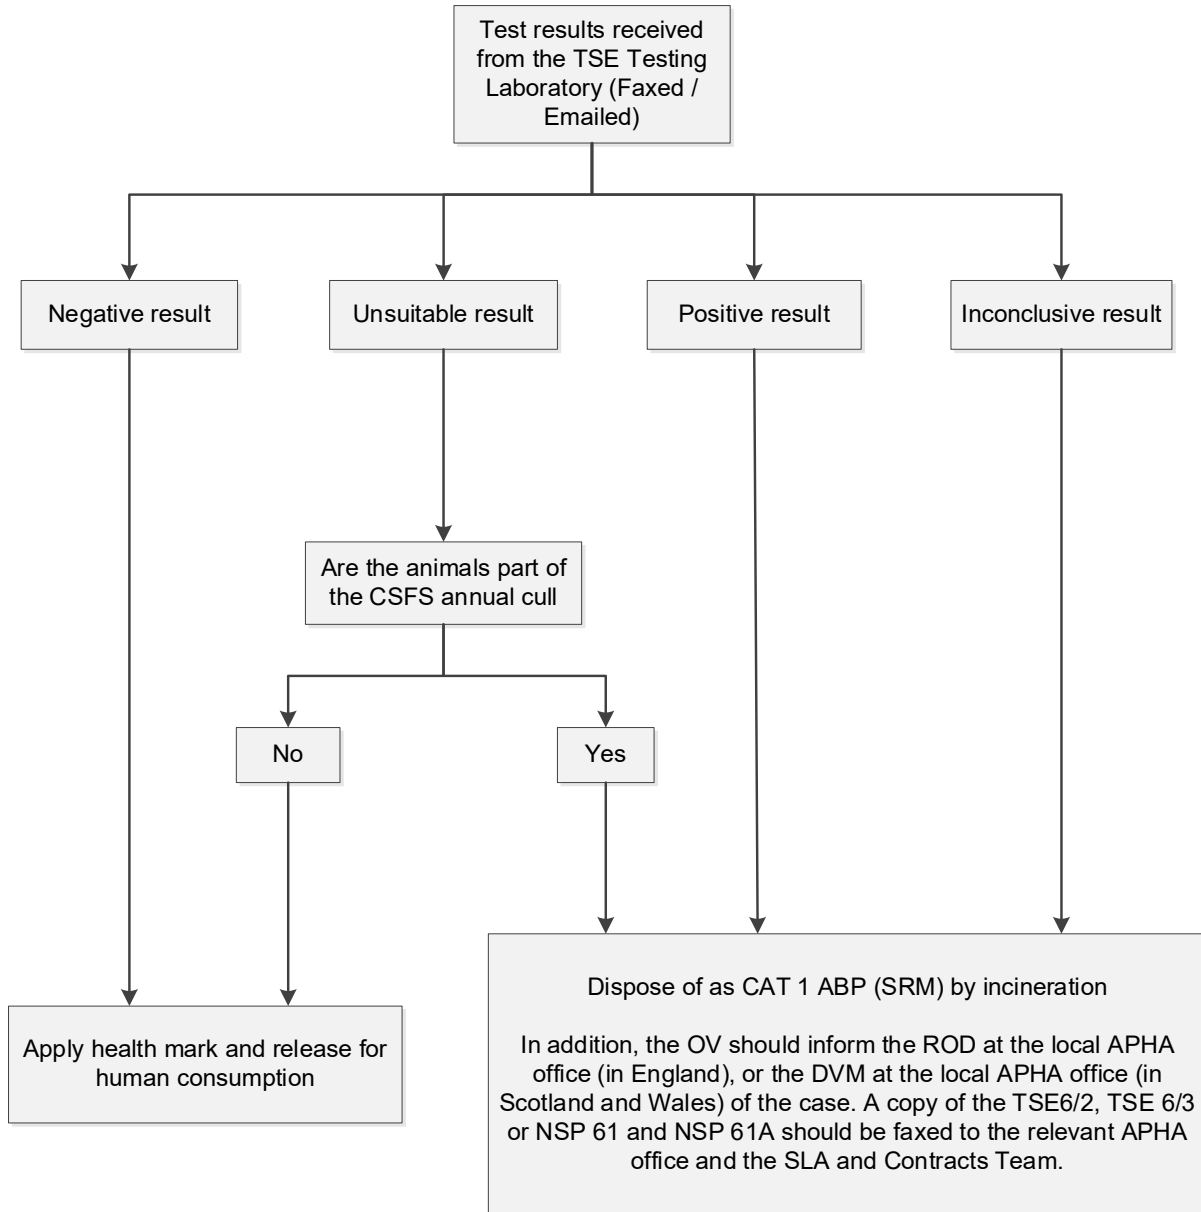 Test results received
from the TSE Testing
Laboratory (Faxed /
Emailed)
Negative result
Unsuitable result
Positive result
Inconclusive result
Are the animals part of
the CSFS annual cull
No
Yes
Apply health mark and release for
human consumption
Dispose of as CAT 1 ABP (SRM) by incineration
In addition, the OV should inform the ROD at the local APHA
office (in England), or the DVM at the local APHA office (in
Scotland and Wales) of the case. A copy of the TSE6/2, TSE 6/3
or NSP 61 and NSP 61A should be faxed to the relevant APHA
office and the SLA and Contracts Team.